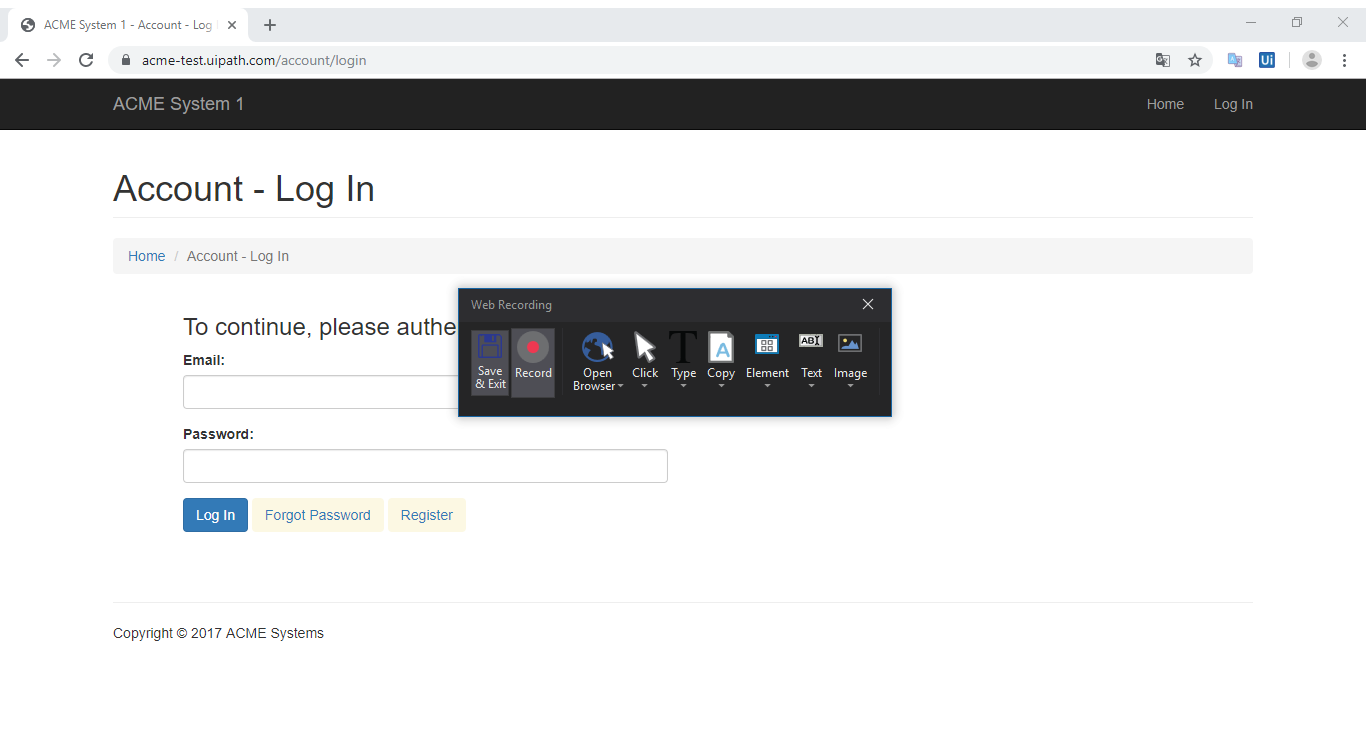 ACME System 1 - Account - Log
acme-test.uipath.com/account/login
Ui
ACME System 1
Home
Log In
Account - Log In
Home / Account - Log In
To continue, please authe
Email:
Web Recording
Save & Exit
Record
Open Browser
Click
T
Type
A
Copy
Element
AB
Text
Image
Password:
Log In
Forgot Password
Register
Copyright © 2017 ACME Systems